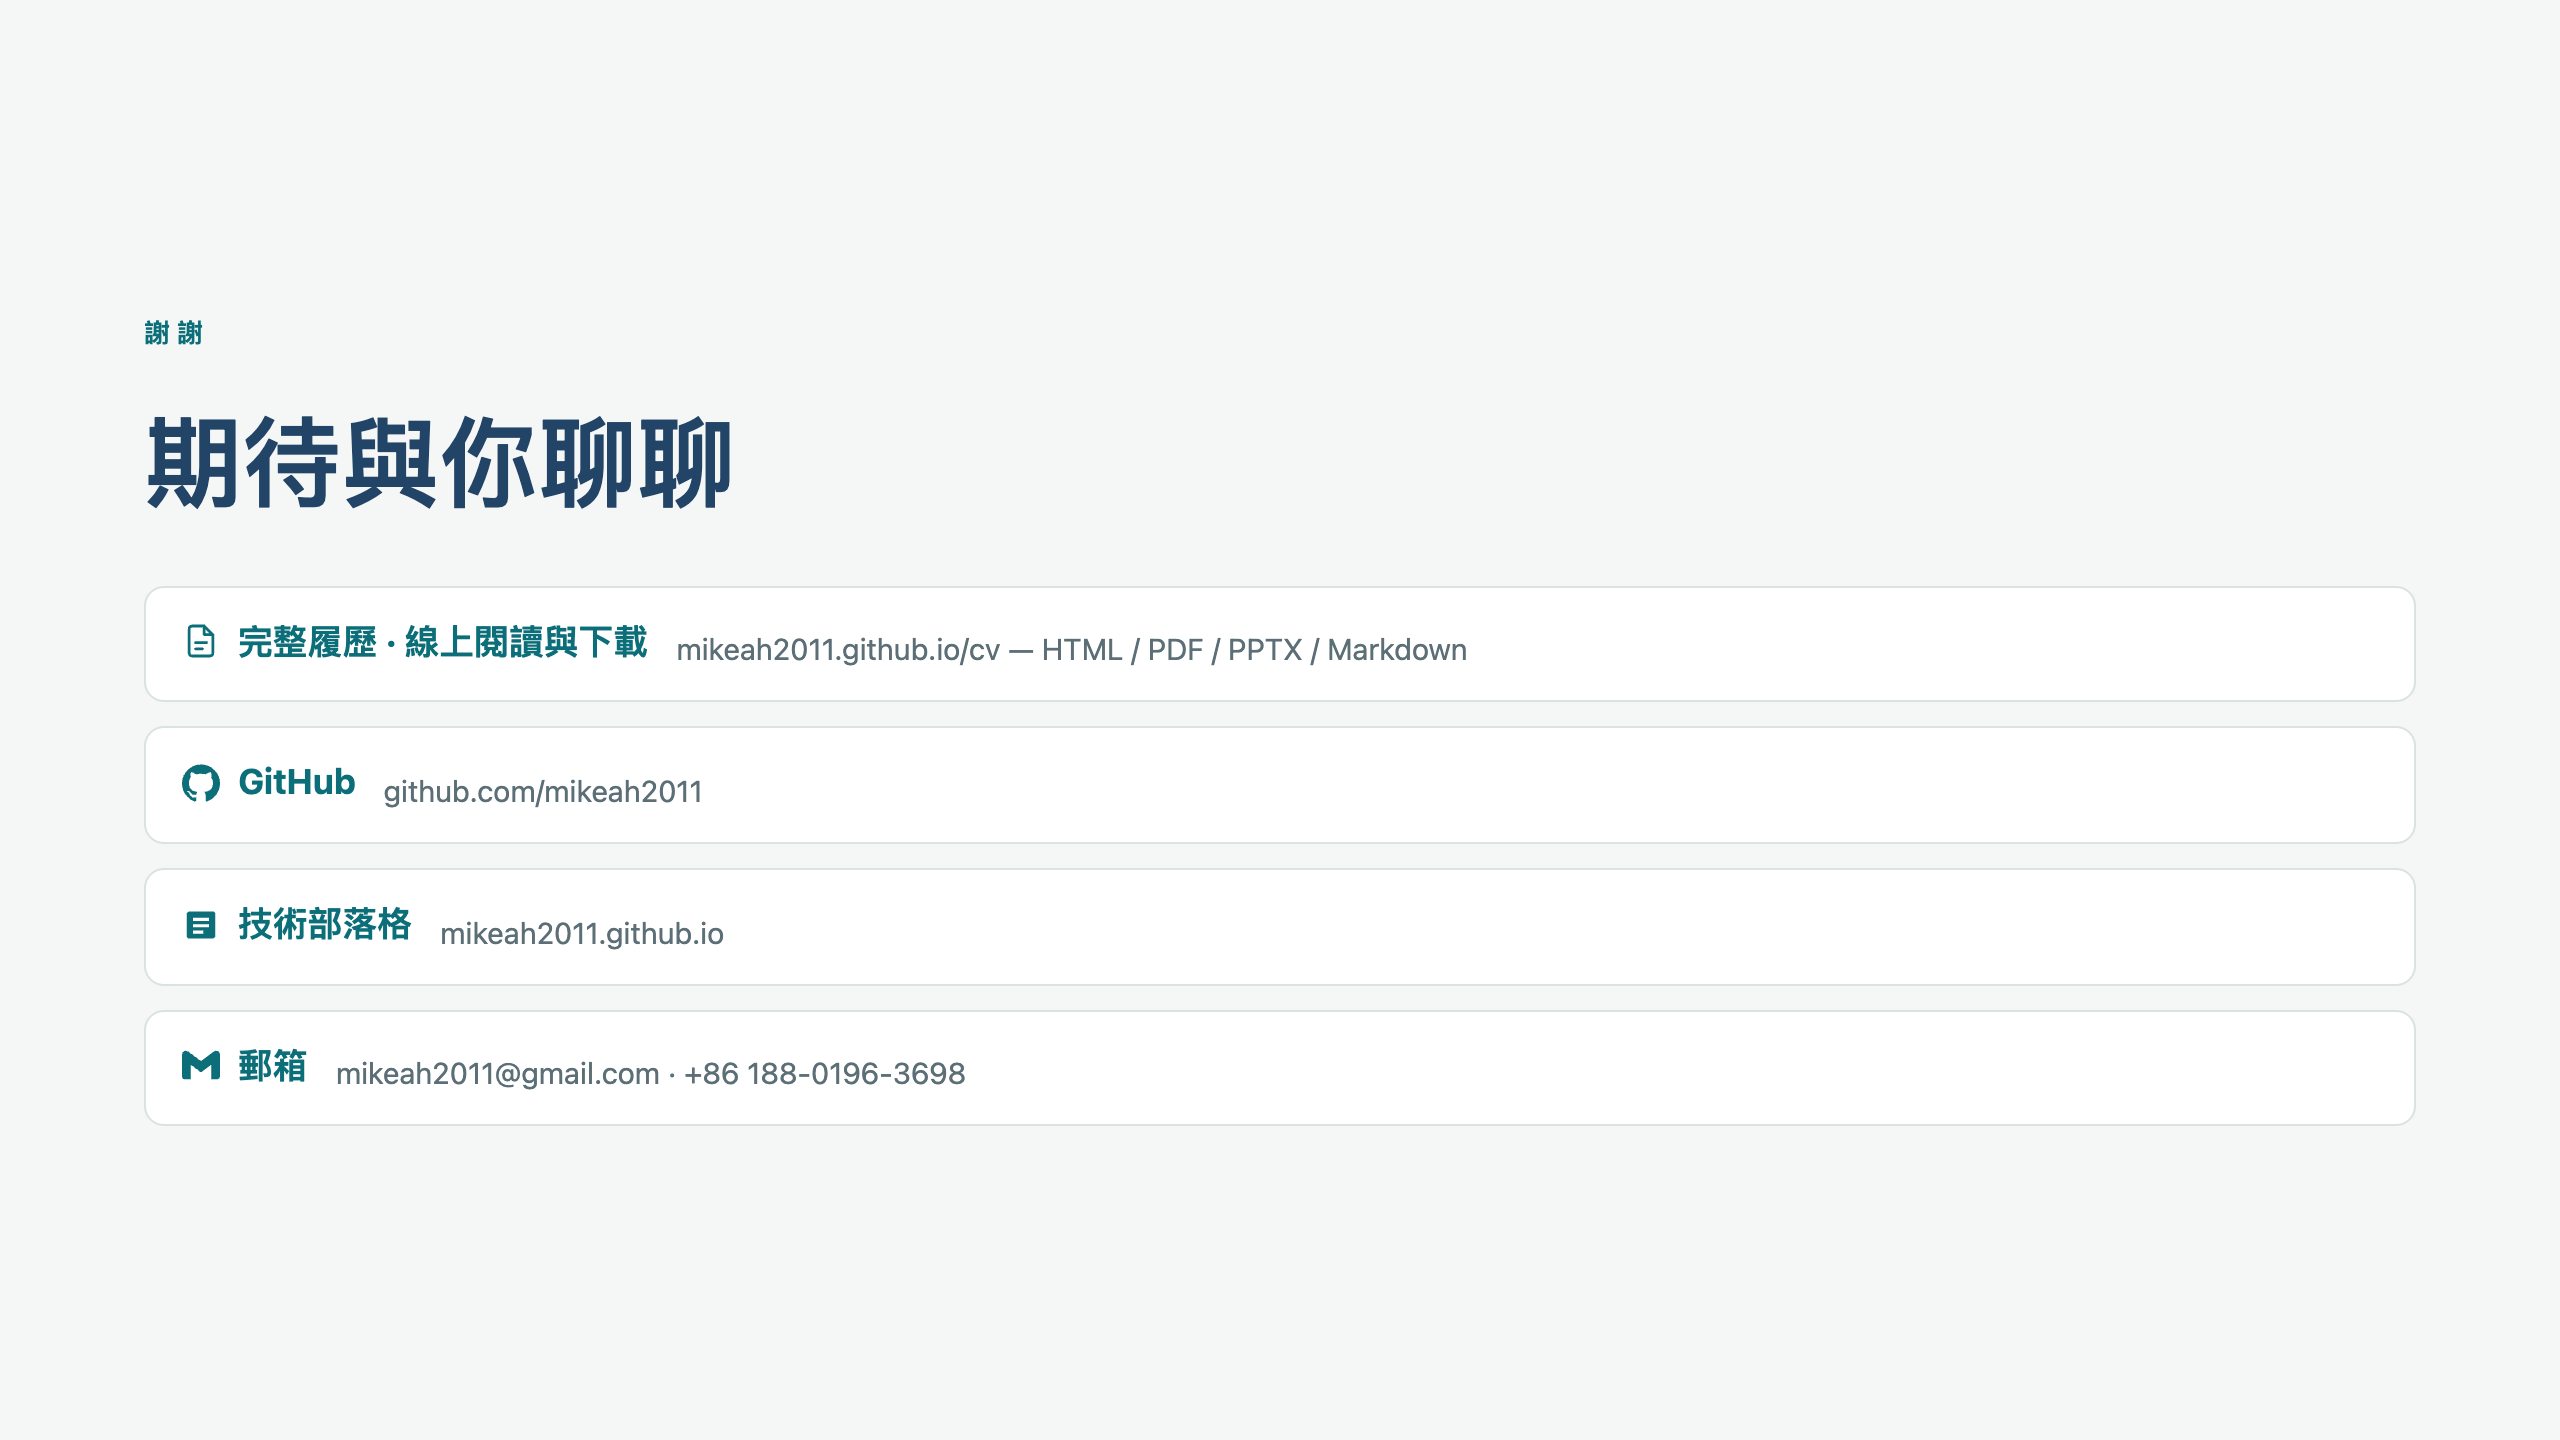 謝謝
期待與你聊聊
完整履歷 · 線上閱讀與下載 mikeah2011.github.io/cv — HTML / PDF / PPTX / Markdown
GitHub github.com/mikeah2011
技術部落格 mikeah2011.github.io
郵箱 mikeah2011@gmail.com · +86 188-0196-3698